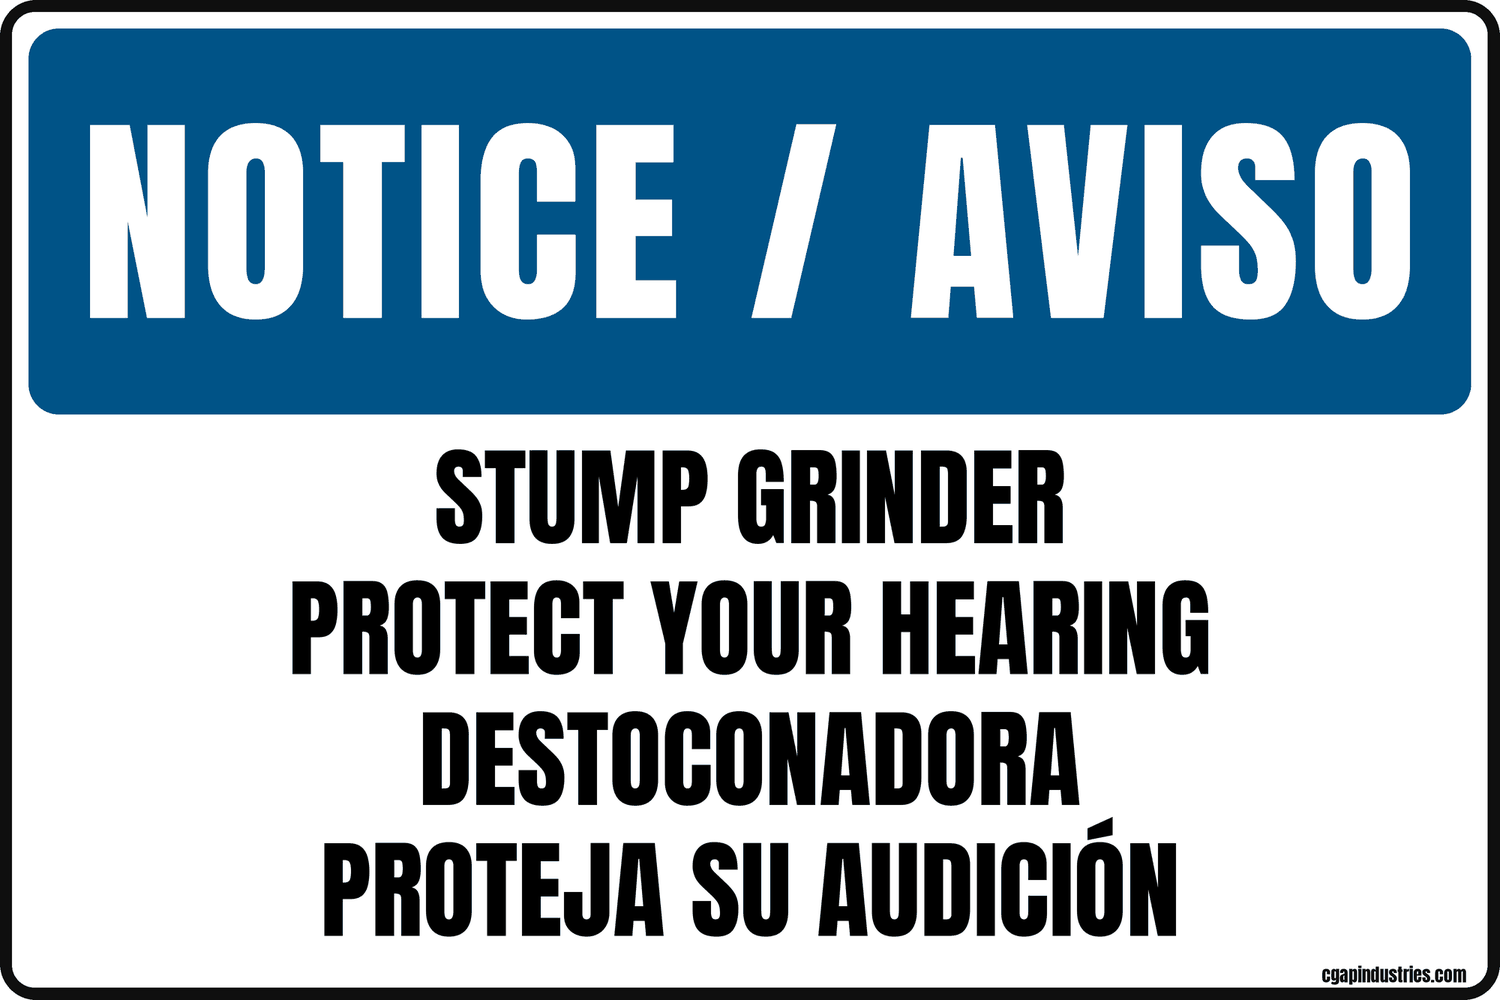 NOTICE / AVISO
STUMP GRINDER
PROTECT YOUR HEARING
DESTOCONADORA
PROTEJA SU AUDICIÓN
cgapindustries.com